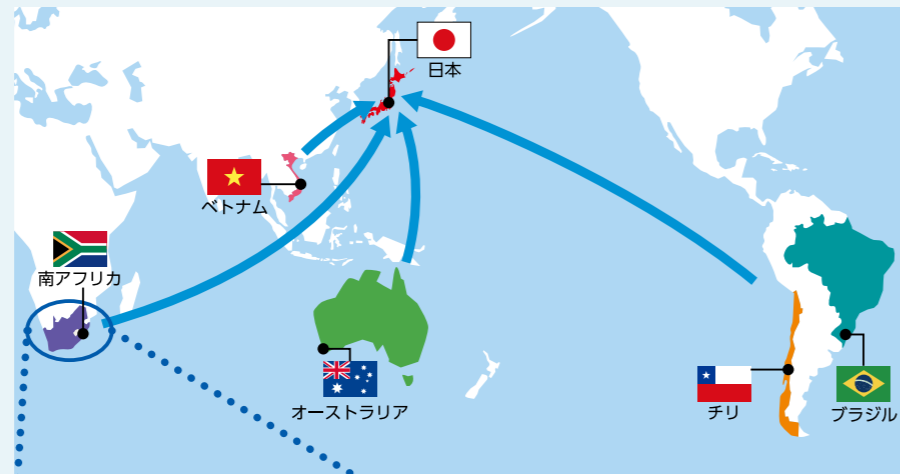 日本
ベトナム
南アフリカ
オーストラリア
チリ
ブラジル